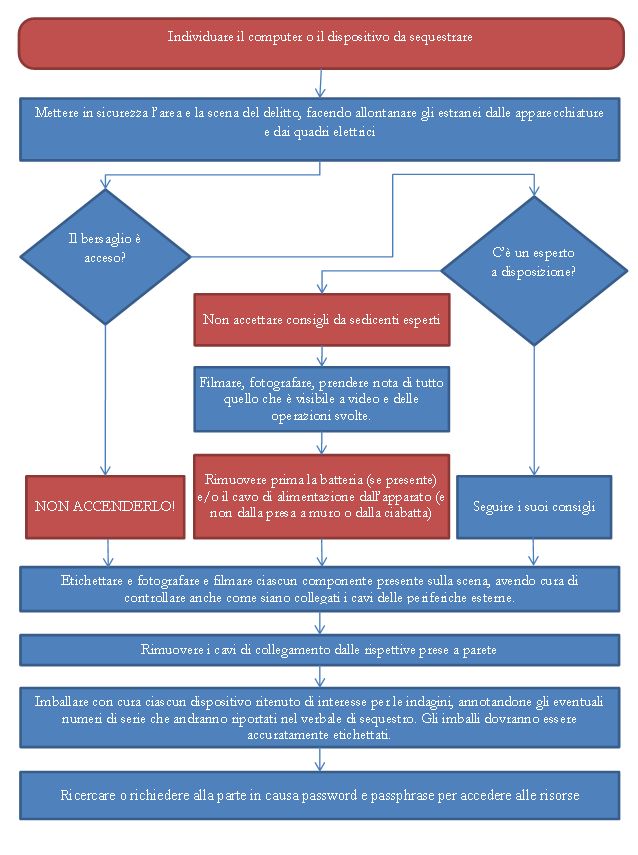 Individuare il computer o il dispositivo da sequestrare
Mettere in sicurezza l'area e la scena del delitto, facendo allontanare gli estranei dalle apparecchiature
e dai quadri elettrici
Il bersaglio è
acceso?
C'è un esperto
a disposizione?
Non accettare consigli da sedicenti esperti
Filmare, fotografare, prendere nota di tutto
quello che è visibile a video e delle
operazioni svolte.
NON ACCENDERLO!
Rimuovere prima la batteria (se presente)
e/o il cavo di alimentazione dall'apparato (e
non dalla presa a muro o dalla ciabatta)
Seguire i suoi consigli
Etichettare e fotografare e filmare ciascun componente presente sulla scena, avendo cura di
controllare anche come siano collegati i cavi delle periferiche esterne.
Rimuovere i cavi di collegamento dalle rispettive prese a parete
Imballare con cura ciascun dispositivo ritenuto di interesse per le indagini, annotandone gli eventuali
numeri di serie che andranno riportati nel verbale di sequestro. Gli imballi dovranno essere
accuratamente etichettati.
Ricercare o richiedere alla parte in causa password e passphrase per accedere alle risorse